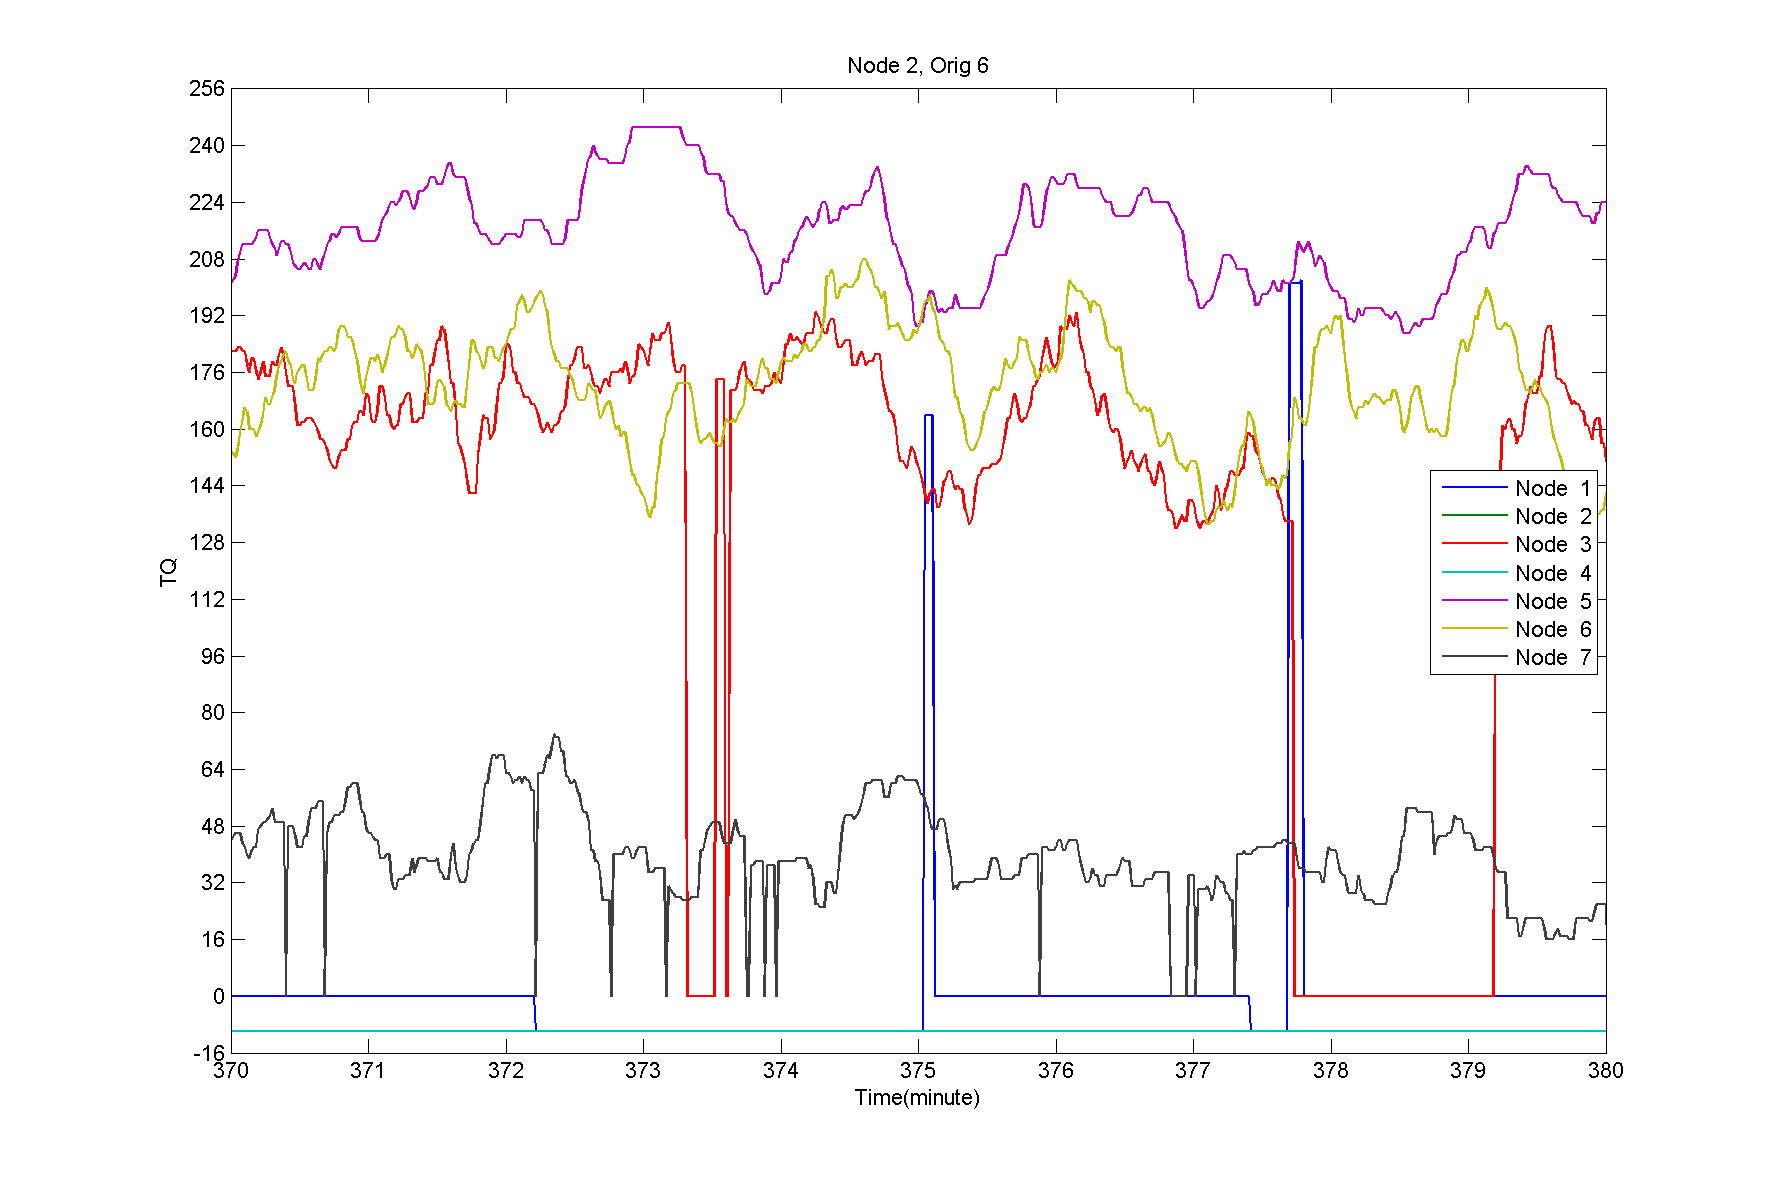 Node 2, Orig 6
256
240
224
208
192
176
160
144
128
112
96
80
64
48
32
16
0
-16
TQ
Node 1
Node 2
Node 3
Node 4
Node 5
Node 6
Node 7
370 371 372 373 374 375 376 377 378 379 380
Time(minute)